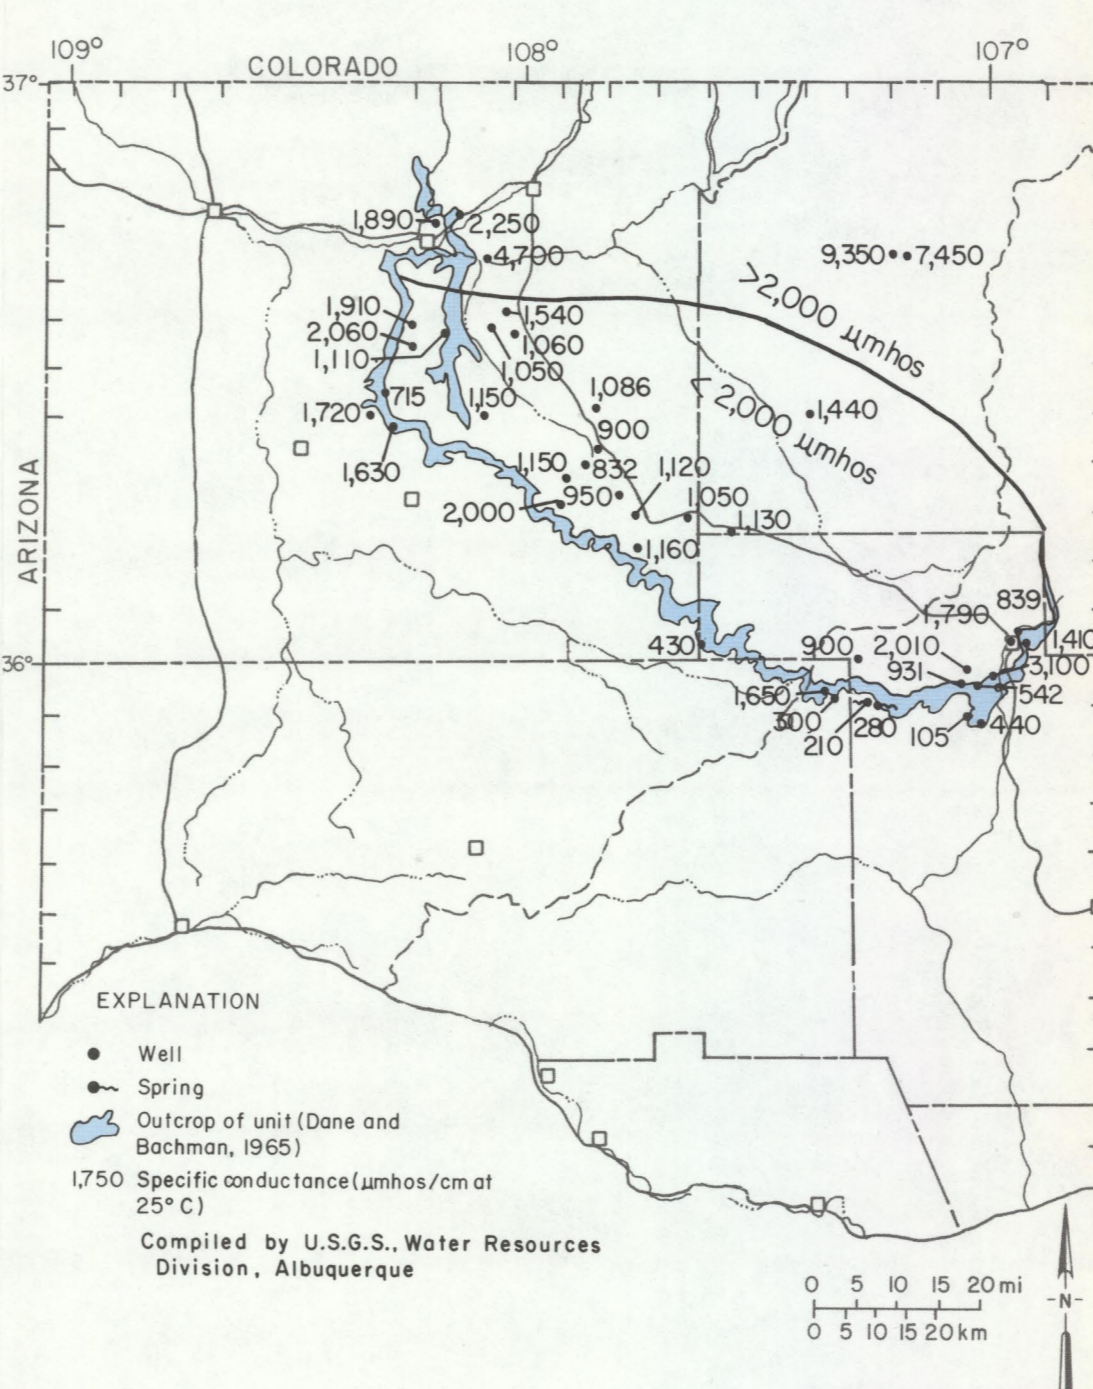 109° 108° 107°
COLORADO
37°
1,890
2,250
4,700
9,350 7,450
>2,000 µmhos
1,910
1,540
2,060
1,060
1,110
1,050
< 2,000 µmhos
1,086
715
1,150
1,440
1,720
900
1,630
1,150
832
1,120
950
1,050
2,000
1,130
ARIZONA
1,160
839
1,790
430
900
2,010
1,410
36°
931
3,100
1,650
542
300
210
280
105
440
EXPLANATION
Well
Spring
Outcrop of unit (Dane and
Bachman, 1965)
1,750 Specific conductance (µmhos/cm at
25° C)
Compiled by U.S.G.S., Water Resources
Division, Albuquerque
0 5 10 15 20 mi
0 5 10 15 20 km
-N-